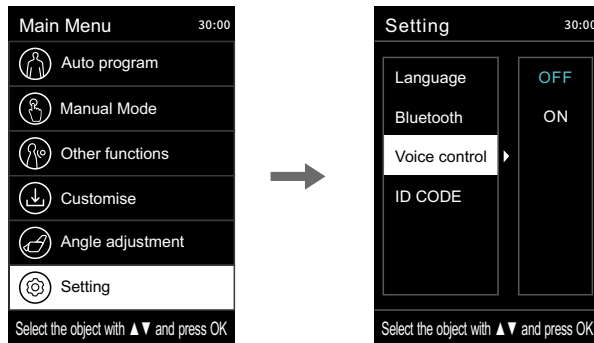 Main Menu 30:00
Auto program
Manual Mode
Other functions
Customise
Angle adjustment
Setting
Select the object with ▲▼ and press OK
Setting 30:00
Language
Bluetooth
Voice control
ID CODE
OFF
ON
Select the object with ▲▼ and press OK